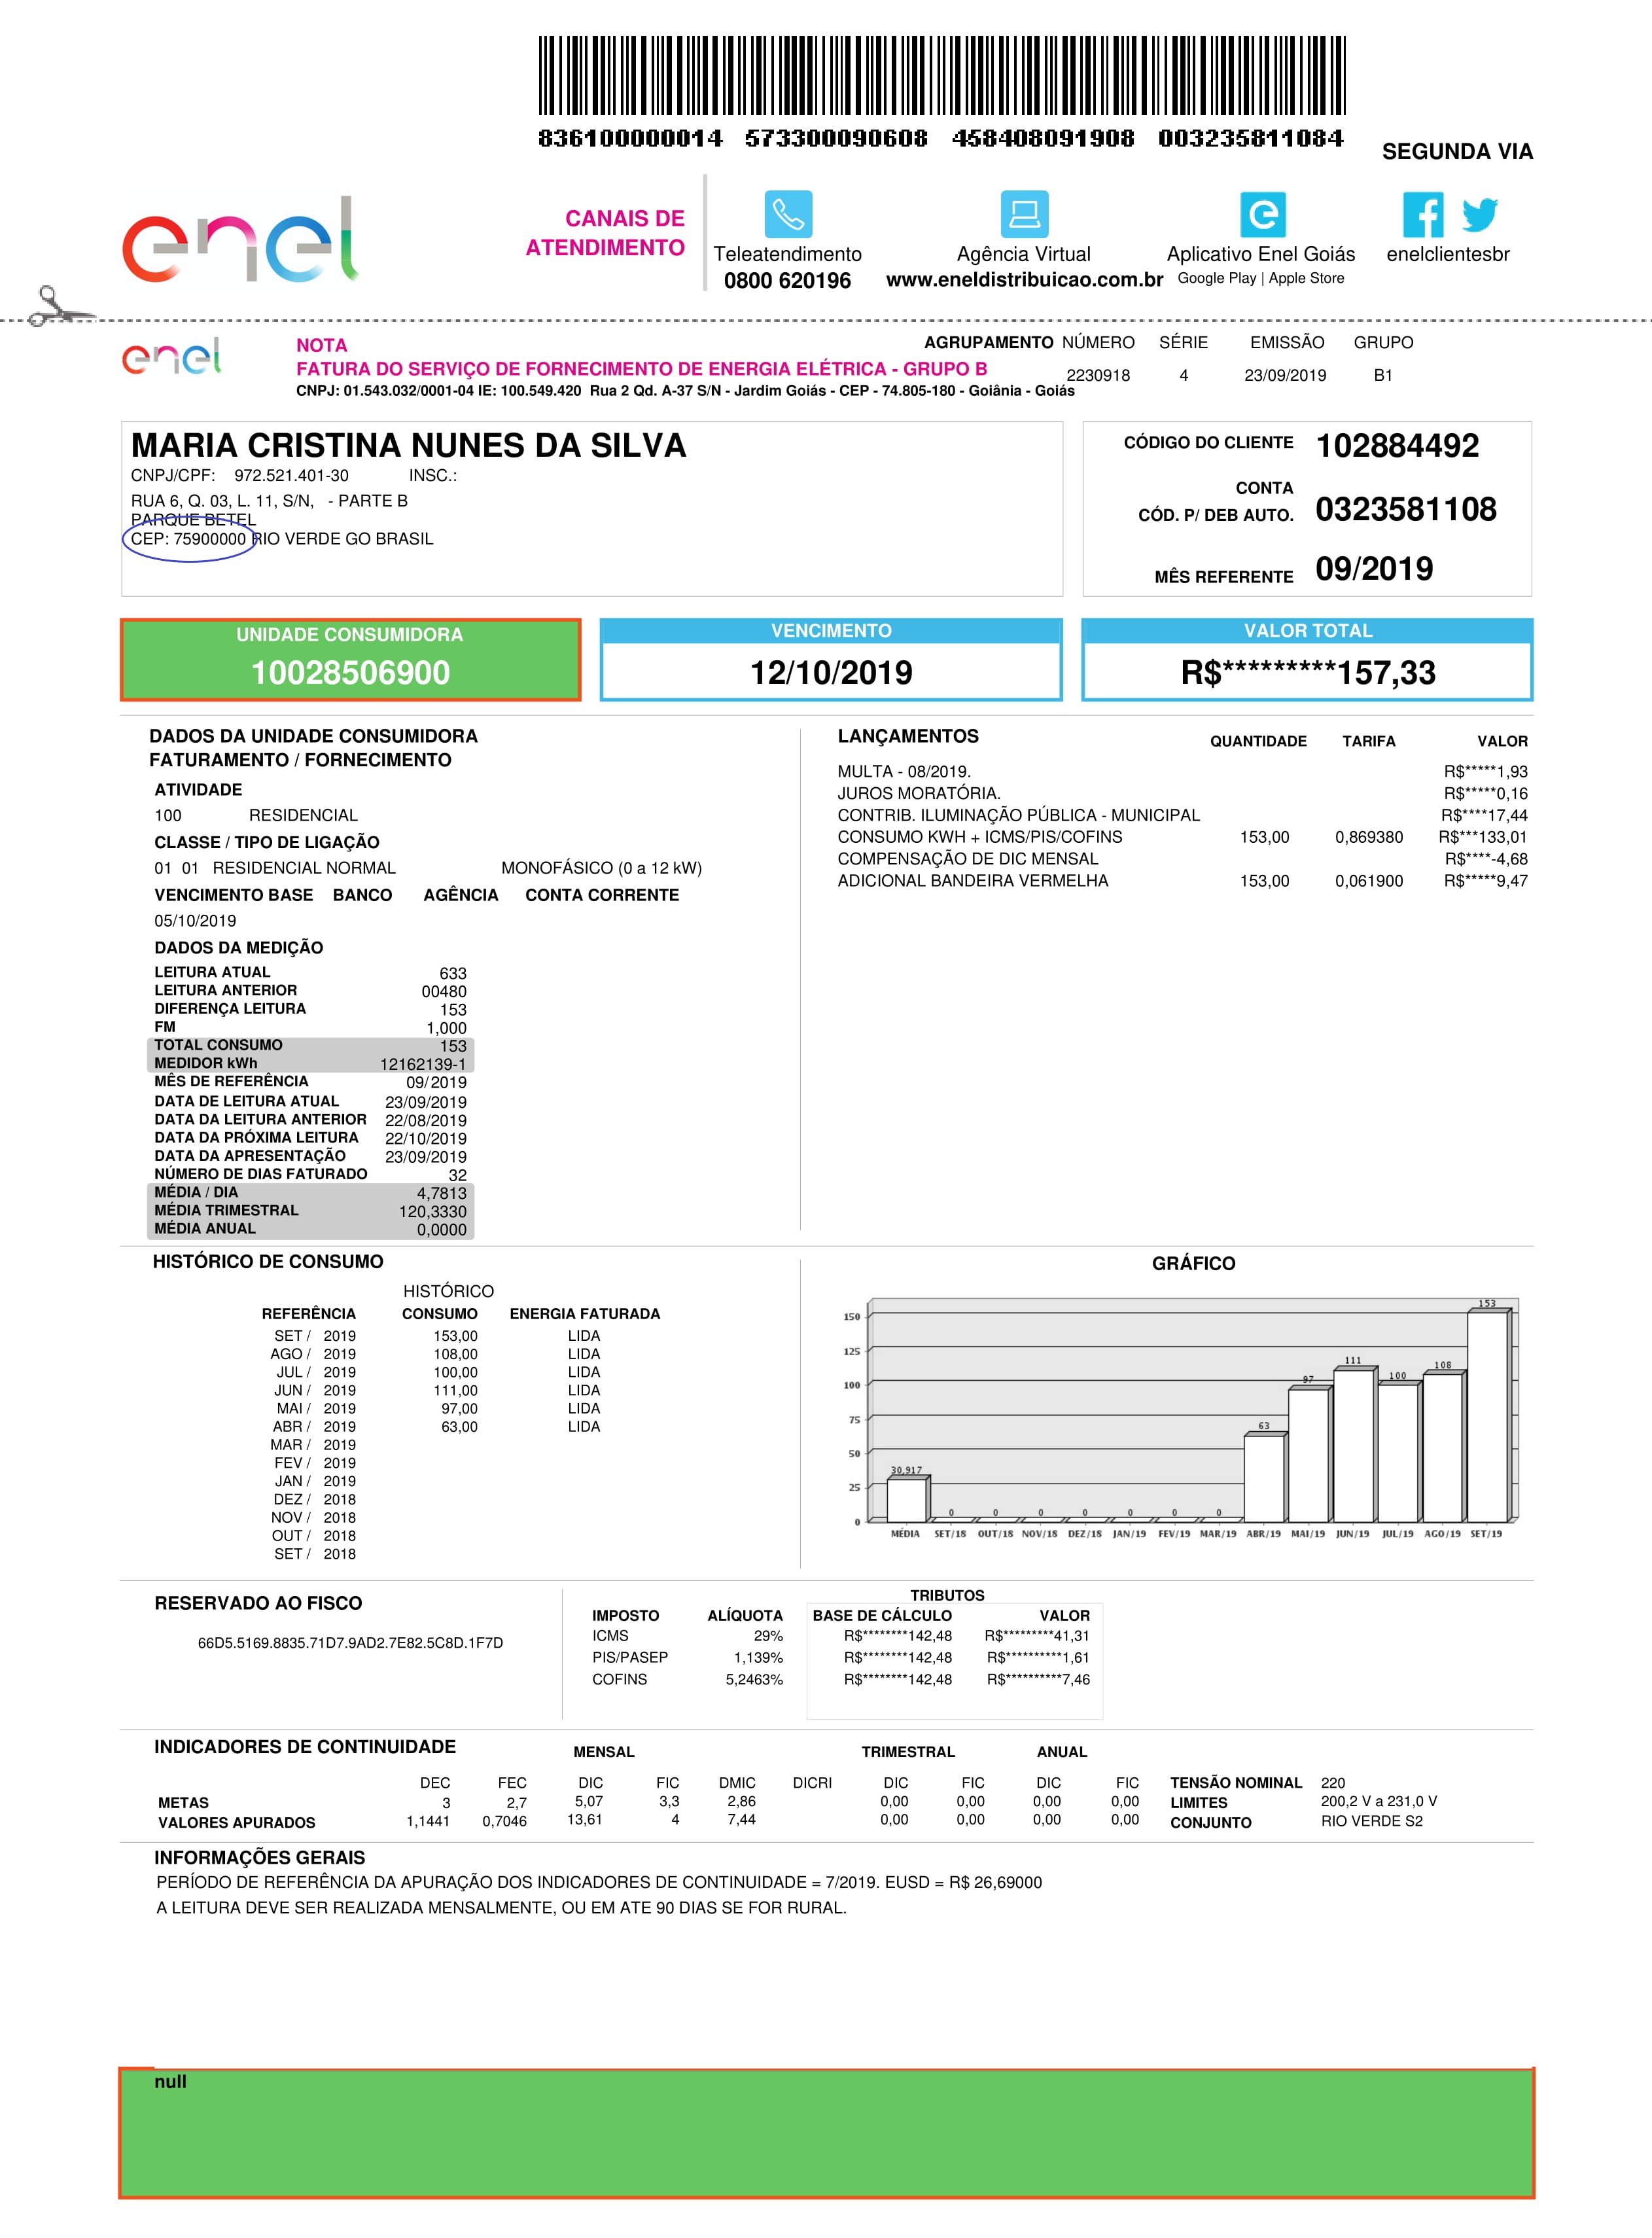 836100000014 573300090608 458408091908 003235811084
SEGUNDA VIA
enel
CANAIS DE
ATENDIMENTO
Teleatendimento
0800 620196
Agência Virtual
www.eneldistribuicao.com.br
Aplicativo Enel Goiás
Google Play | Apple Store
enelclientesbr
enel
NOTA
FATURA DO SERVIÇO DE FORNECIMENTO DE ENERGIA ELÉTRICA - GRUPO B
CNPJ: 01.543.032/0001-04 IE: 100.549.420 Rua 2 Qd. A-37 S/N - Jardim Goiás - CEP - 74.805-180 - Goiânia - Goiás
AGRUPAMENTO NÚMERO SÉRIE EMISSÃO GRUPO
2230918 4 23/09/2019 B1
MARIA CRISTINA NUNES DA SILVA
CNPJ/CPF: 972.521.401-30 INSC.:
RUA 6, Q. 03, L. 11, S/N, - PARTE B
PARQUE BETEL
CEP: 75900000 RIO VERDE GO BRASIL
CÓDIGO DO CLIENTE 102884492
CONTA
CÓD. P/ DEB AUTO. 0323581108
MÊS REFERENTE 09/2019
UNIDADE CONSUMIDORA
10028506900
VENCIMENTO
12/10/2019
VALOR TOTAL
R$*********157,33
DADOS DA UNIDADE CONSUMIDORA
FATURAMENTO / FORNECIMENTO
ATIVIDADE
100 RESIDENCIAL
CLASSE / TIPO DE LIGAÇÃO
01 01 RESIDENCIAL NORMAL MONOFÁSICO (0 a 12 kW)
VENCIMENTO BASE BANCO AGÊNCIA CONTA CORRENTE
05/10/2019
DADOS DA MEDIÇÃO
LEITURA ATUAL 633
LEITURA ANTERIOR 00480
DIFERENÇA LEITURA 153
FM 1,000
TOTAL CONSUMO 153
MEDIDOR kWh 12162139-1
MÊS DE REFERÊNCIA 09/2019
DATA DE LEITURA ATUAL 23/09/2019
DATA DA LEITURA ANTERIOR 22/08/2019
DATA DA PRÓXIMA LEITURA 22/10/2019
DATA DA APRESENTAÇÃO 23/09/2019
NÚMERO DE DIAS FATURADO 32
MÉDIA / DIA 4,7813
MÉDIA TRIMESTRAL 120,3330
MÉDIA ANUAL 0,0000
LANÇAMENTOS QUANTIDADE TARIFA VALOR
MULTA - 08/2019. R$*****1,93
JUROS MORATÓRIA. R$*****0,16
CONTRIB. ILUMINAÇÃO PÚBLICA - MUNICIPAL R$****17,44
CONSUMO KWH + ICMS/PIS/COFINS 153,00 0,869380 R$***133,01
COMPENSAÇÃO DE DIC MENSAL R$****-4,68
ADICIONAL BANDEIRA VERMELHA 153,00 0,061900 R$*****9,47
HISTÓRICO DE CONSUMO
HISTÓRICO
REFERÊNCIA CONSUMO ENERGIA FATURADA
SET / 2019 153,00 LIDA
AGO / 2019 108,00 LIDA
JUL / 2019 100,00 LIDA
JUN / 2019 111,00 LIDA
MAI / 2019 97,00 LIDA
ABR / 2019 63,00 LIDA
MAR / 2019
FEV / 2019
JAN / 2019
DEZ / 2018
NOV / 2018
OUT / 2018
SET / 2018
GRÁFICO
150
125
100
75
50
25
0
30,917 0 0 0 0 0 0 0 63 97 111 100 108 153
MÉDIA SET/18 OUT/18 NOV/18 DEZ/18 JAN/19 FEV/19 MAR/19 ABR/19 MAI/19 JUN/19 JUL/19 AGO/19 SET/19
RESERVADO AO FISCO
66D5.5169.8835.71D7.9AD2.7E82.5C8D.1F7D
TRIBUTOS
IMPOSTO ALÍQUOTA BASE DE CÁLCULO VALOR
ICMS 29% R$********142,48 R$*********41,31
PIS/PASEP 1,139% R$********142,48 R$**********1,61
COFINS 5,2463% R$********142,48 R$**********7,46
INDICADORES DE CONTINUIDADE MENSAL TRIMESTRAL ANUAL
DEC FEC DIC FIC DMIC DICRI DIC FIC DIC FIC TENSÃO NOMINAL 220
METAS 3 2,7 5,07 3,3 2,86 0,00 0,00 0,00 0,00 LIMITES 200,2 V a 231,0 V
VALORES APURADOS 1,1441 0,7046 13,61 4 7,44 0,00 0,00 0,00 0,00 CONJUNTO RIO VERDE S2
INFORMAÇÕES GERAIS
PERÍODO DE REFERÊNCIA DA APURAÇÃO DOS INDICADORES DE CONTINUIDADE = 7/2019. EUSD = R$ 26,69000
A LEITURA DEVE SER REALIZADA MENSALMENTE, OU EM ATE 90 DIAS SE FOR RURAL.
null